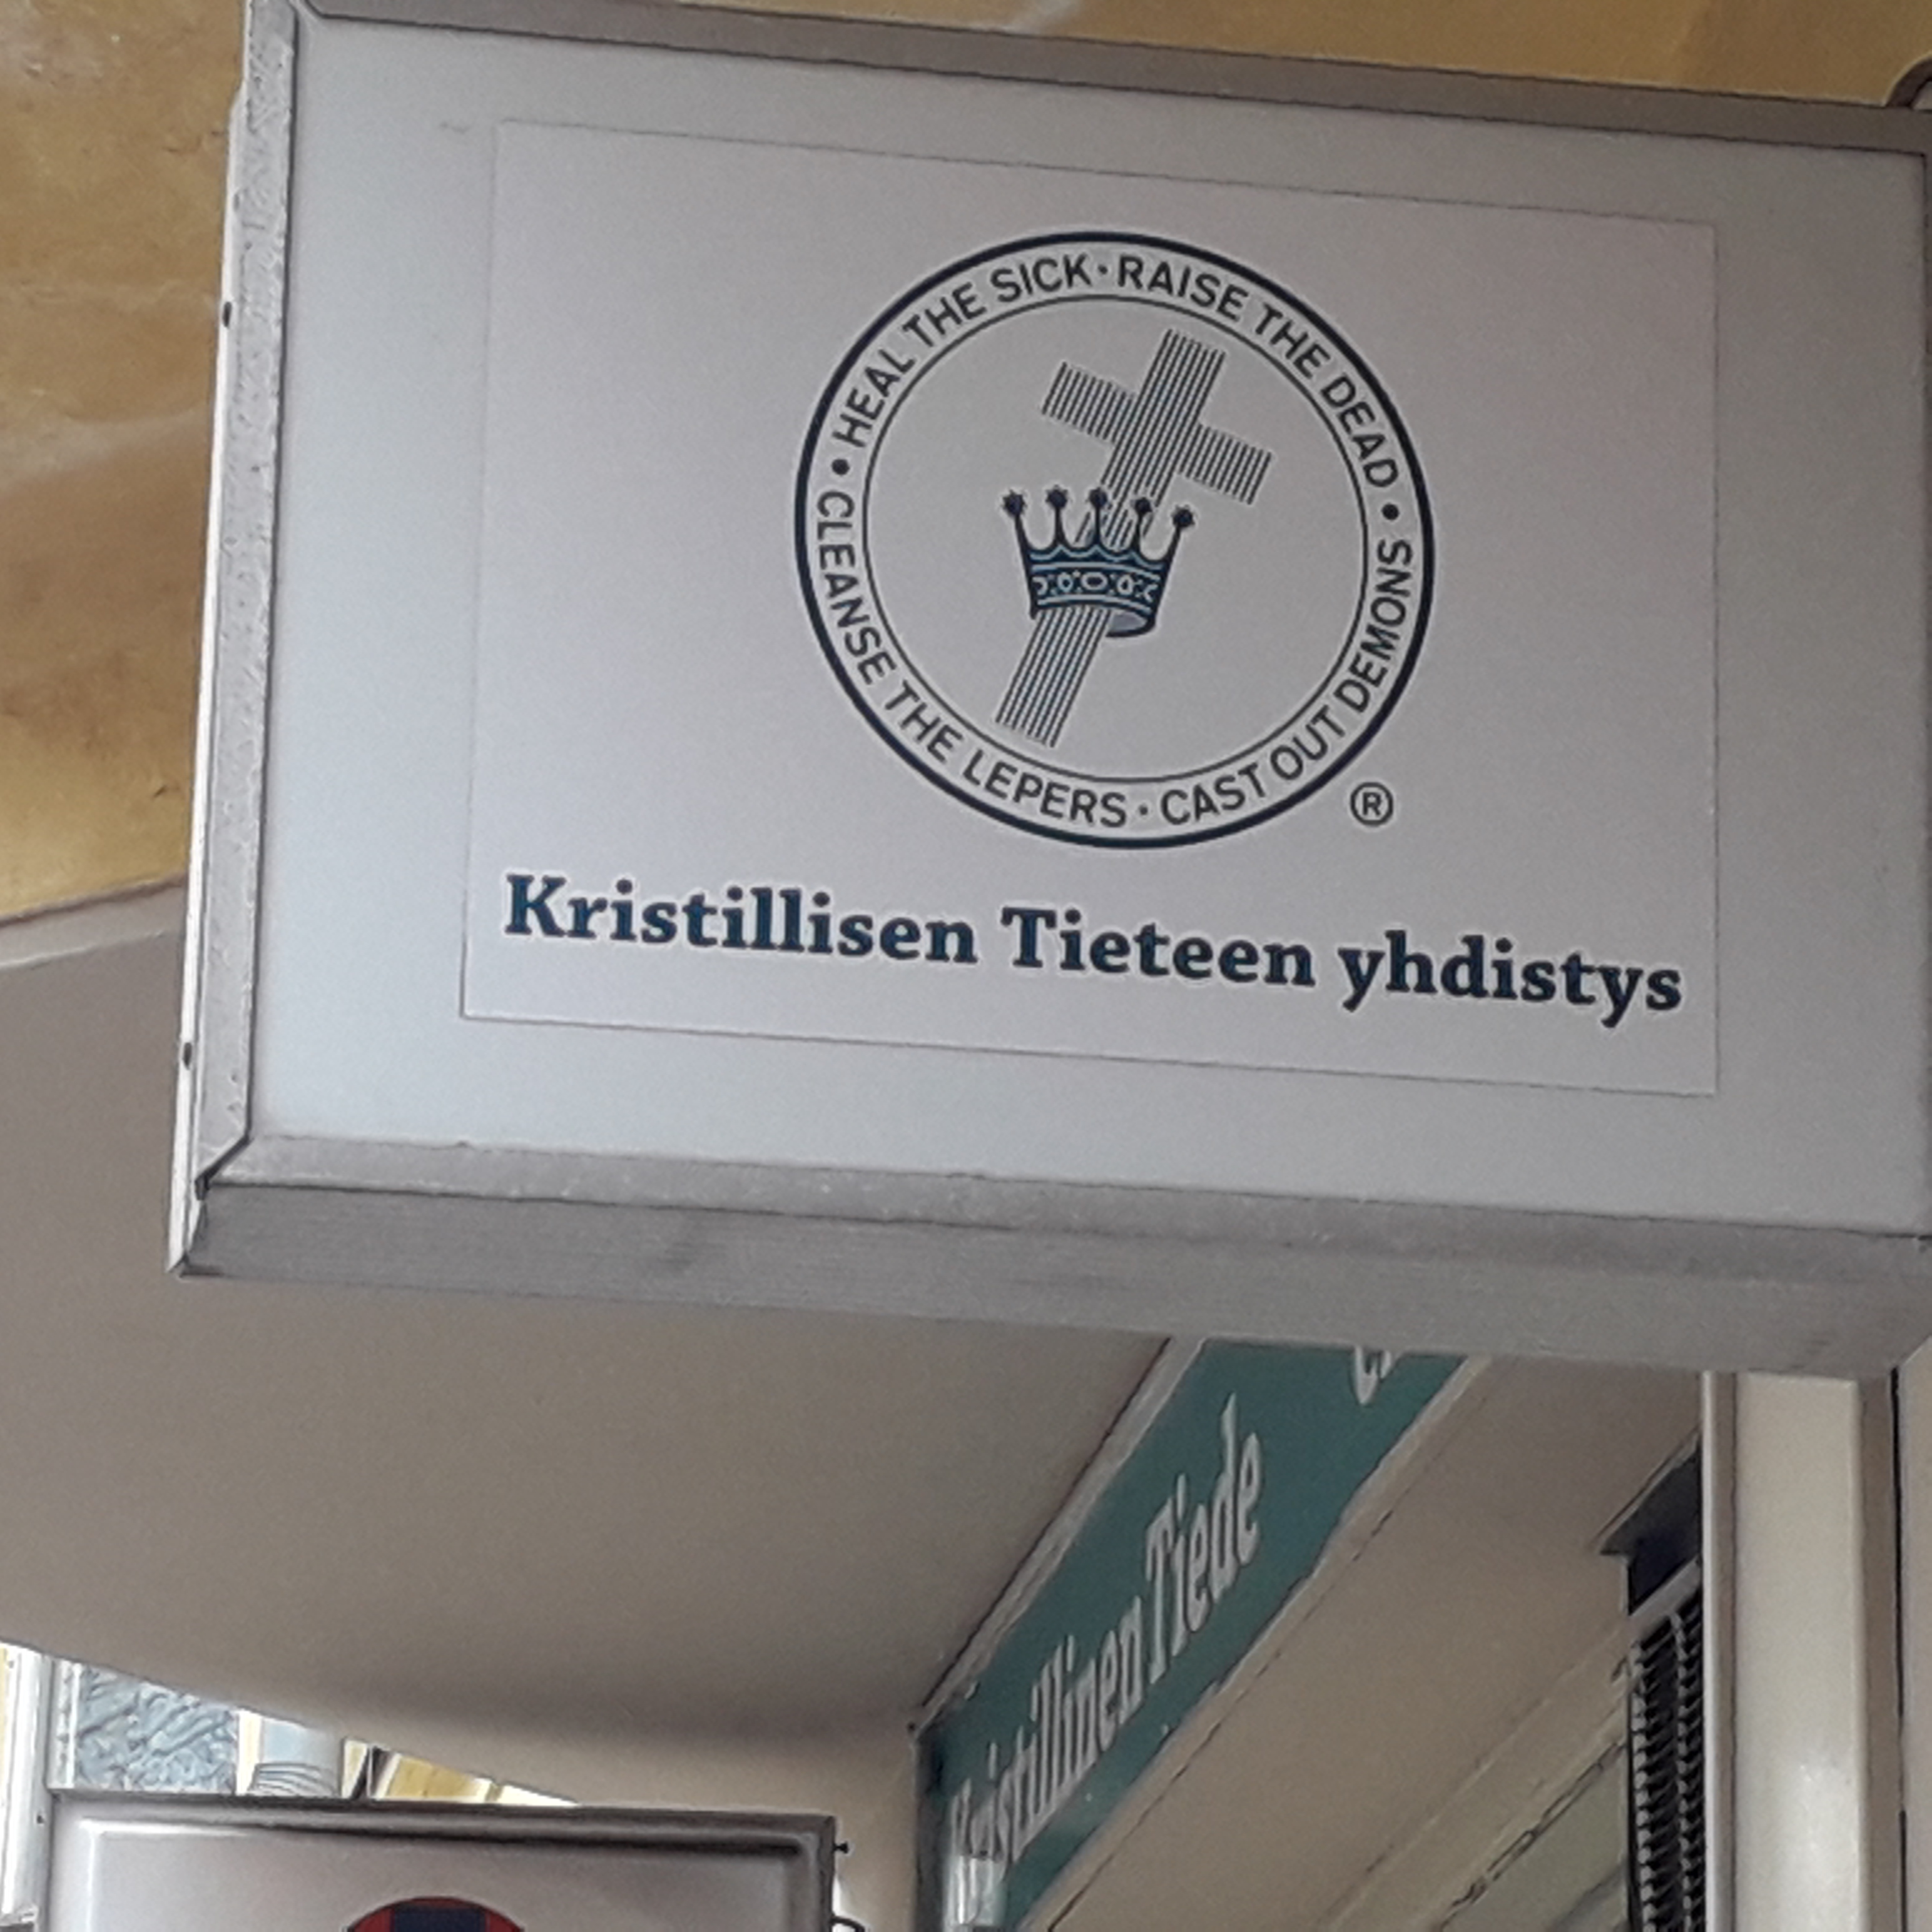 HEAL THE SICK · RAISE THE DEAD • CAST OUT DEMONS · CLEANSE THE LEPERS •
®
Kristillisen Tieteen yhdistys
Kristillinen Tiede